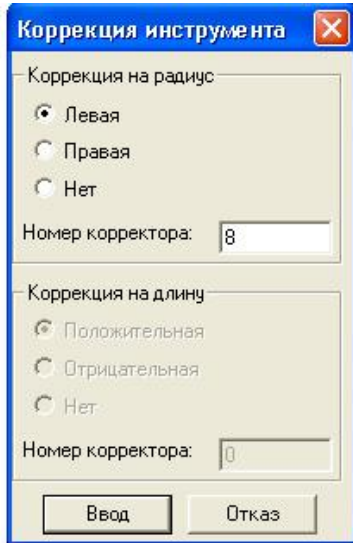 Коррекция инструмента
Коррекция на радиус
Левая
Правая
Нет
Номер корректора: 8
Коррекция на длину
Положительная
Отрицательная
Нет
Номер корректора: 0
Ввод Отказ